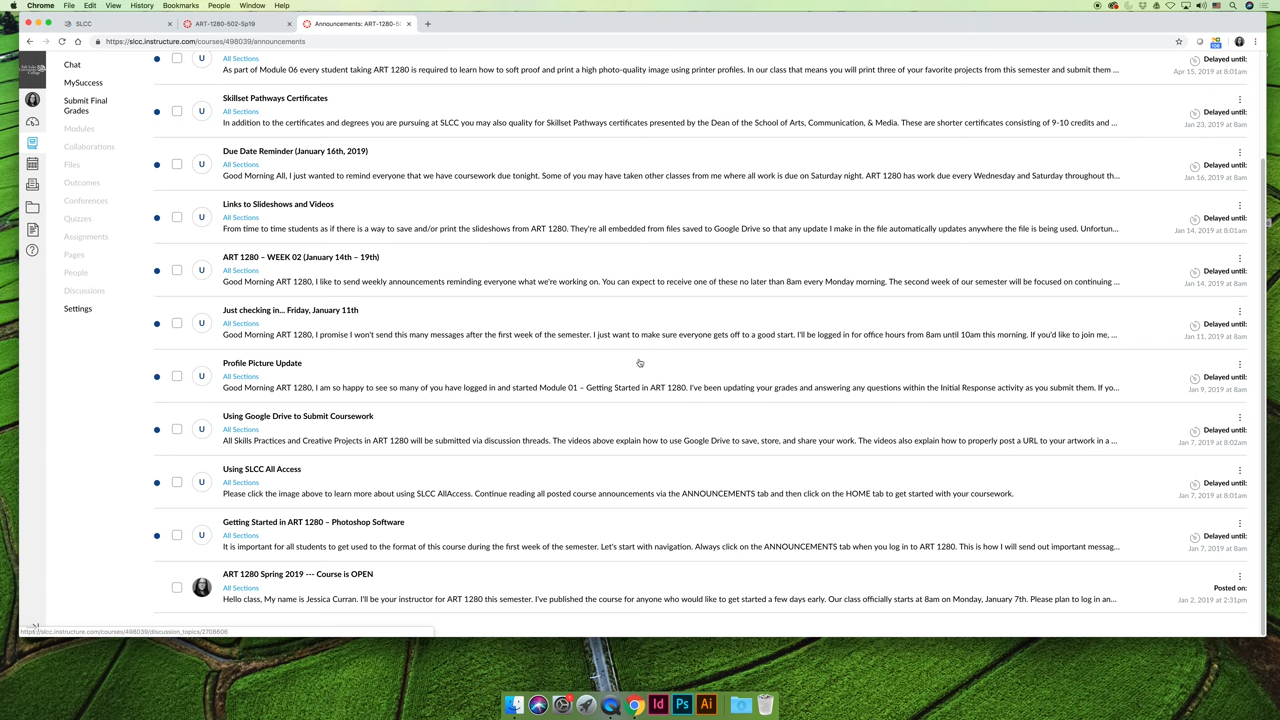 Chrome File Edit View History Bookmarks People Window Help
SLCC
ART-1280-502-Sp19
Announcements: ART-1280-50
https://slcc.instructure.com/courses/498039/announcements
Chat
MySuccess
Submit Final
Grades
Modules
Collaborations
Files
Outcomes
Conferences
Quizzes
Assignments
Pages
People
Discussions
Settings
All Sections
Delayed until:
As part of Module 06 every student taking ART 1280 is required to learn how to soft proof and print a high photo-quality image using printer profiles. In our class that means you will print three of your favorite projects from this semester and submit them ...
Apr 15, 2019 at 8:01am
Skillset Pathways Certificates
All Sections
Delayed until:
In addition to the certificates and degrees you are pursuing at SLCC you may also quality for Skillset Pathways certificates presented by the Dean of the School of Arts, Communication, & Media. These are shorter certificates consisting of 9-10 credits and ...
Jan 23, 2019 at 8am
Due Date Reminder (January 16th, 2019)
All Sections
Delayed until:
Good Morning All, I just wanted to remind everyone that we have coursework due tonight. Some of you may have taken other classes from me where all work is due on Saturday night. ART 1280 has work due every Wednesday and Saturday throughout th...
Jan 16, 2019 at 8am
Links to Slideshows and Videos
All Sections
Delayed until:
From time to time students as if there is a way to save and/or print the slideshows from ART 1280. They're all embedded from files saved to Google Drive so that any update I make in the file automatically updates anywhere the file is being used. Unfortun...
Jan 14, 2019 at 8:01am
ART 1280 – WEEK 02 (January 14th – 19th)
All Sections
Delayed until:
Good Morning ART 1280, I like to send weekly announcements reminding everyone what we're working on. You can expect to receive one of these no later than 8am every Monday morning. The second week of our semester will be focused on continuing ...
Jan 14, 2019 at 8am
Just checking in... Friday, January 11th
All Sections
Delayed until:
Good Morning ART 1280, I promise I won't send this many messages after the first week of the semester. I just want to make sure everyone gets off to a good start. I'll be logged in for office hours from 8am until 10am this morning. If you'd like to join me, ...
Jan 11, 2019 at 8am
Profile Picture Update
All Sections
Delayed until:
Good Morning ART 1280, I am so happy to see so many of you have logged in and started Module 01 – Getting Started in ART 1280. I've been updating your grades and answering any questions within the Initial Response activity as you submit them. If yo...
Jan 9, 2019 at 8am
Using Google Drive to Submit Coursework
All Sections
Delayed until:
All Skills Practices and Creative Projects in ART 1280 will be submitted via discussion threads. The videos above explain how to use Google Drive to save, store, and share your work. The videos also explain how to properly post a URL to your artwork in a ...
Jan 7, 2019 at 8:02am
Using SLCC All Access
All Sections
Delayed until:
Please click the image above to learn more about using SLCC AllAccess. Continue reading all posted course announcements via the ANNOUNCEMENTS tab and then click on the HOME tab to get started with your coursework.
Jan 7, 2019 at 8:01am
Getting Started in ART 1280 – Photoshop Software
All Sections
Delayed until:
It is important for all students to get used to the format of this course during the first week of the semester. Let's start with navigation. Always click on the ANNOUNCEMENTS tab when you log in to ART 1280. This is how I will send out important messag...
Jan 7, 2019 at 8am
ART 1280 Spring 2019 --- Course is OPEN
All Sections
Posted on:
Hello class, My name is Jessica Curran. I'll be your instructor for ART 1280 this semester. I've published the course for anyone who would like to get started a few days early. Our class officially starts at 8am on Monday, January 7th. Please plan to log in an...
Jan 2, 2019 at 2:31pm
https://slcc.instructure.com/courses/498039/discussion_topics/2708606
Id Ps Ai